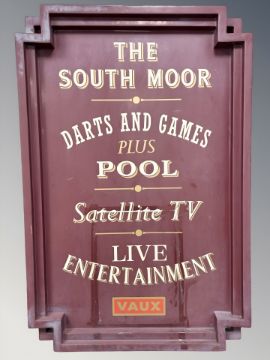 THE
SOUTH MOOR
DARTS AND GAMES
PLUS
POOL
Satellite TV
LIVE
ENTERTAINMENT
VAUX